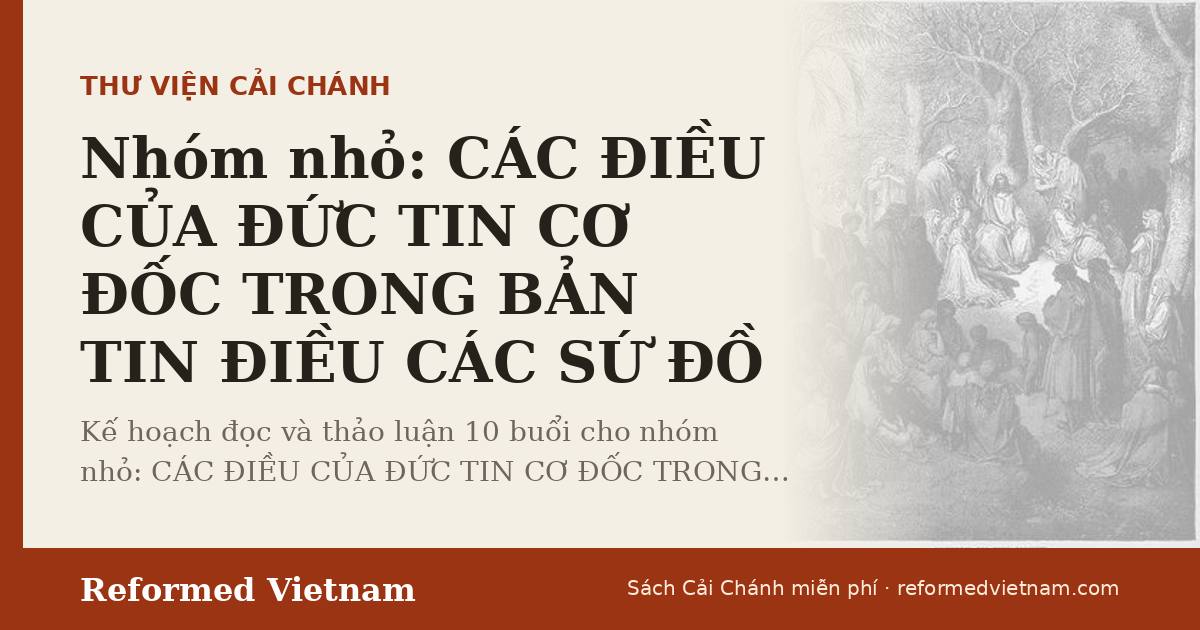 THƯ VIỆN CẢI CHÁNH
Nhóm nhỏ: CÁC ĐIỀU
CỦA ĐỨC TIN CƠ
ĐỐC TRONG BẢN
TIN ĐIỀU CÁC SỨ ĐỒ
Kế hoạch đọc và thảo luận 10 buổi cho nhóm
nhỏ: CÁC ĐIỀU CỦA ĐỨC TIN CƠ ĐỐC TRONG...
Reformed Vietnam
Sách Cải Chánh miễn phí · reformedvietnam.com